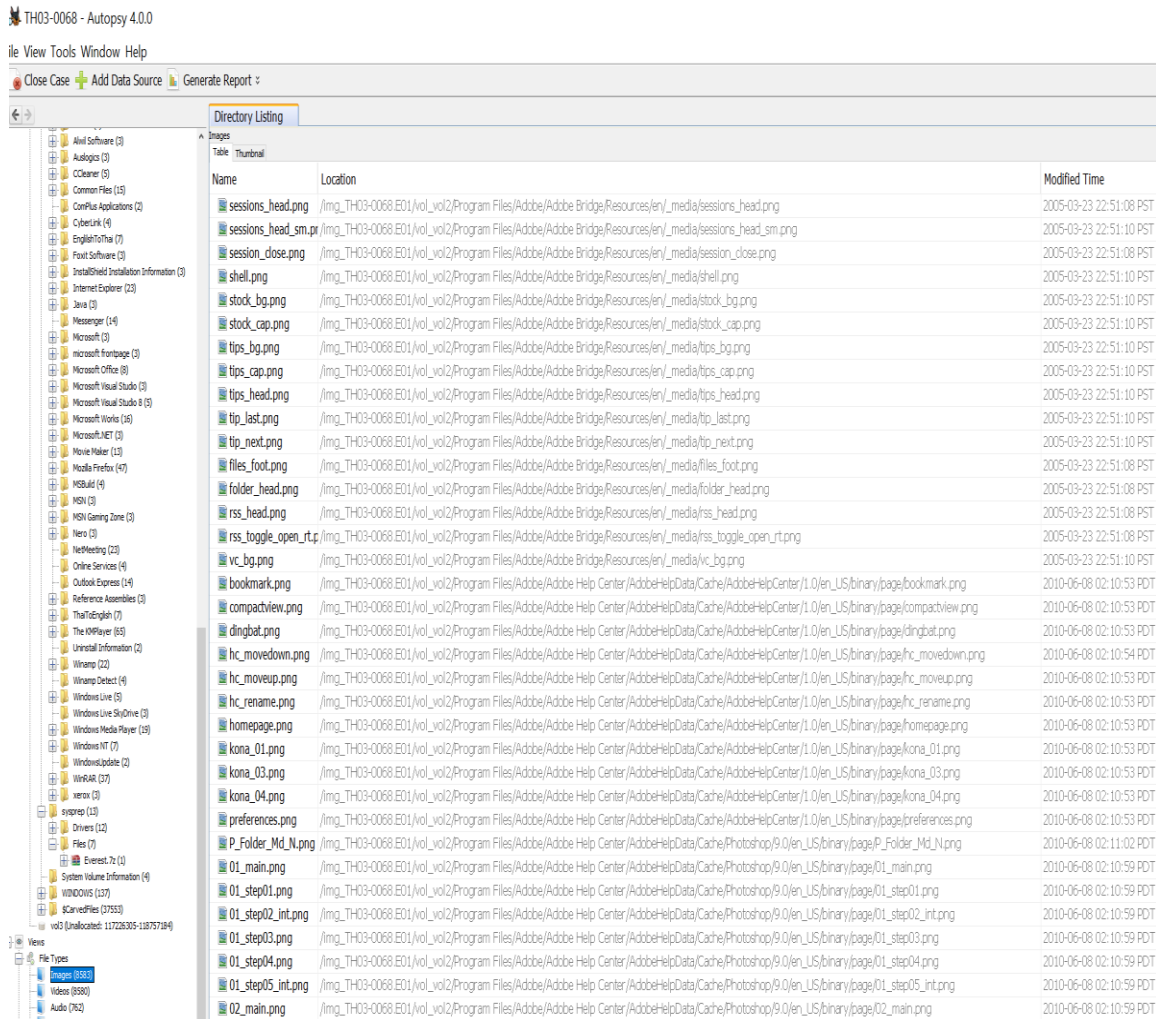 TH03-0068 - Autopsy 4.0.0
ile View Tools Window Help
Close Case Add Data Source Generate Report
Directory Listing
Images
Table Thumbnail
Name Location Modified Time
Alwil Software (3)
Auslogics (3)
CCleaner (5)
Common Files (15)
ComPlus Applications (2)
CyberLink (4)
EnglishToThai (7)
Foxit Software (3)
InstallShield Installation Information (3)
Internet Explorer (23)
Java (3)
Messenger (14)
Microsoft (3)
microsoft frontpage (3)
Microsoft Office (8)
Microsoft Visual Studio (3)
Microsoft Visual Studio 8 (5)
Microsoft Works (16)
Microsoft.NET (3)
Movie Maker (13)
Mozilla Firefox (47)
MSBuild (4)
MSN (3)
MSN Gaming Zone (3)
Nero (3)
NetMeeting (23)
Online Services (4)
Outlook Express (14)
Reference Assemblies (3)
ThaiToEnglish (7)
The KMPlayer (65)
Uninstall Information (2)
Winamp (22)
Winamp Detect (4)
Windows Live (5)
Windows Live SkyDrive (3)
Windows Media Player (19)
Windows NT (7)
WindowsUpdate (2)
WinRAR (37)
xerox (3)
sysprep (13)
Drivers (12)
Files (7)
Everest.7z (1)
System Volume Information (4)
WINDOWS (137)
$CarvedFiles (37553)
vol3 (Unallocated: 117226305-118757184)
Views
File Types
Images (8583)
Videos (8580)
Audio (762)
sessions_head.png /img_TH03-0068.E01/vol_vol2/Program Files/Adobe/Adobe Bridge/Resources/en/_media/sessions_head.png 2005-03-23 22:51:08 PST
sessions_head_sm.pr /img_TH03-0068.E01/vol_vol2/Program Files/Adobe/Adobe Bridge/Resources/en/_media/sessions_head_sm.png 2005-03-23 22:51:10 PST
session_close.png /img_TH03-0068.E01/vol_vol2/Program Files/Adobe/Adobe Bridge/Resources/en/_media/session_close.png 2005-03-23 22:51:08 PST
shell.png /img_TH03-0068.E01/vol_vol2/Program Files/Adobe/Adobe Bridge/Resources/en/_media/shell.png 2005-03-23 22:51:10 PST
stock_bg.png /img_TH03-0068.E01/vol_vol2/Program Files/Adobe/Adobe Bridge/Resources/en/_media/stock_bg.png 2005-03-23 22:51:10 PST
stock_cap.png /img_TH03-0068.E01/vol_vol2/Program Files/Adobe/Adobe Bridge/Resources/en/_media/stock_cap.png 2005-03-23 22:51:10 PST
tips_bg.png /img_TH03-0068.E01/vol_vol2/Program Files/Adobe/Adobe Bridge/Resources/en/_media/tips_bg.png 2005-03-23 22:51:10 PST
tips_cap.png /img_TH03-0068.E01/vol_vol2/Program Files/Adobe/Adobe Bridge/Resources/en/_media/tips_cap.png 2005-03-23 22:51:10 PST
tips_head.png /img_TH03-0068.E01/vol_vol2/Program Files/Adobe/Adobe Bridge/Resources/en/_media/tips_head.png 2005-03-23 22:51:10 PST
tip_last.png /img_TH03-0068.E01/vol_vol2/Program Files/Adobe/Adobe Bridge/Resources/en/_media/tip_last.png 2005-03-23 22:51:10 PST
tip_next.png /img_TH03-0068.E01/vol_vol2/Program Files/Adobe/Adobe Bridge/Resources/en/_media/tip_next.png 2005-03-23 22:51:10 PST
files_foot.png /img_TH03-0068.E01/vol_vol2/Program Files/Adobe/Adobe Bridge/Resources/en/_media/files_foot.png 2005-03-23 22:51:08 PST
folder_head.png /img_TH03-0068.E01/vol_vol2/Program Files/Adobe/Adobe Bridge/Resources/en/_media/folder_head.png 2005-03-23 22:51:08 PST
rss_head.png /img_TH03-0068.E01/vol_vol2/Program Files/Adobe/Adobe Bridge/Resources/en/_media/rss_head.png 2005-03-23 22:51:08 PST
rss_toggle_open_rt.p /img_TH03-0068.E01/vol_vol2/Program Files/Adobe/Adobe Bridge/Resources/en/_media/rss_toggle_open_rt.png 2005-03-23 22:51:08 PST
vc_bg.png /img_TH03-0068.E01/vol_vol2/Program Files/Adobe/Adobe Bridge/Resources/en/_media/vc_bg.png 2005-03-23 22:51:10 PST
bookmark.png /img_TH03-0068.E01/vol_vol2/Program Files/Adobe/Adobe Help Center/AdobeHelpData/Cache/AdobeHelpCenter/1.0/en_US/binary/page/bookmark.png 2010-06-08 02:10:53 PDT
compactview.png /img_TH03-0068.E01/vol_vol2/Program Files/Adobe/Adobe Help Center/AdobeHelpData/Cache/AdobeHelpCenter/1.0/en_US/binary/page/compactview.png 2010-06-08 02:10:53 PDT
dingbat.png /img_TH03-0068.E01/vol_vol2/Program Files/Adobe/Adobe Help Center/AdobeHelpData/Cache/AdobeHelpCenter/1.0/en_US/binary/page/dingbat.png 2010-06-08 02:10:53 PDT
hc_movedown.png /img_TH03-0068.E01/vol_vol2/Program Files/Adobe/Adobe Help Center/AdobeHelpData/Cache/AdobeHelpCenter/1.0/en_US/binary/page/hc_movedown.png 2010-06-08 02:10:54 PDT
hc_moveup.png /img_TH03-0068.E01/vol_vol2/Program Files/Adobe/Adobe Help Center/AdobeHelpData/Cache/AdobeHelpCenter/1.0/en_US/binary/page/hc_moveup.png 2010-06-08 02:10:53 PDT
hc_rename.png /img_TH03-0068.E01/vol_vol2/Program Files/Adobe/Adobe Help Center/AdobeHelpData/Cache/AdobeHelpCenter/1.0/en_US/binary/page/hc_rename.png 2010-06-08 02:10:53 PDT
homepage.png /img_TH03-0068.E01/vol_vol2/Program Files/Adobe/Adobe Help Center/AdobeHelpData/Cache/AdobeHelpCenter/1.0/en_US/binary/page/homepage.png 2010-06-08 02:10:53 PDT
kona_01.png /img_TH03-0068.E01/vol_vol2/Program Files/Adobe/Adobe Help Center/AdobeHelpData/Cache/AdobeHelpCenter/1.0/en_US/binary/page/kona_01.png 2010-06-08 02:10:53 PDT
kona_03.png /img_TH03-0068.E01/vol_vol2/Program Files/Adobe/Adobe Help Center/AdobeHelpData/Cache/AdobeHelpCenter/1.0/en_US/binary/page/kona_03.png 2010-06-08 02:10:53 PDT
kona_04.png /img_TH03-0068.E01/vol_vol2/Program Files/Adobe/Adobe Help Center/AdobeHelpData/Cache/AdobeHelpCenter/1.0/en_US/binary/page/kona_04.png 2010-06-08 02:10:53 PDT
preferences.png /img_TH03-0068.E01/vol_vol2/Program Files/Adobe/Adobe Help Center/AdobeHelpData/Cache/AdobeHelpCenter/1.0/en_US/binary/page/preferences.png 2010-06-08 02:10:53 PDT
P_Folder_Md_N.png /img_TH03-0068.E01/vol_vol2/Program Files/Adobe/Adobe Help Center/AdobeHelpData/Cache/Photoshop/9.0/en_US/binary/page/P_Folder_Md_N.png 2010-06-08 02:11:02 PDT
01_main.png /img_TH03-0068.E01/vol_vol2/Program Files/Adobe/Adobe Help Center/AdobeHelpData/Cache/Photoshop/9.0/en_US/binary/page/01_main.png 2010-06-08 02:10:59 PDT
01_step01.png /img_TH03-0068.E01/vol_vol2/Program Files/Adobe/Adobe Help Center/AdobeHelpData/Cache/Photoshop/9.0/en_US/binary/page/01_step01.png 2010-06-08 02:10:59 PDT
01_step02_int.png /img_TH03-0068.E01/vol_vol2/Program Files/Adobe/Adobe Help Center/AdobeHelpData/Cache/Photoshop/9.0/en_US/binary/page/01_step02_int.png 2010-06-08 02:10:59 PDT
01_step03.png /img_TH03-0068.E01/vol_vol2/Program Files/Adobe/Adobe Help Center/AdobeHelpData/Cache/Photoshop/9.0/en_US/binary/page/01_step03.png 2010-06-08 02:10:59 PDT
01_step04.png /img_TH03-0068.E01/vol_vol2/Program Files/Adobe/Adobe Help Center/AdobeHelpData/Cache/Photoshop/9.0/en_US/binary/page/01_step04.png 2010-06-08 02:10:59 PDT
01_step05_int.png /img_TH03-0068.E01/vol_vol2/Program Files/Adobe/Adobe Help Center/AdobeHelpData/Cache/Photoshop/9.0/en_US/binary/page/01_step05_int.png 2010-06-08 02:10:59 PDT
02_main.png /img_TH03-0068.E01/vol_vol2/Program Files/Adobe/Adobe Help Center/AdobeHelpData/Cache/Photoshop/9.0/en_US/binary/page/02_main.png 2010-06-08 02:10:59 PDT